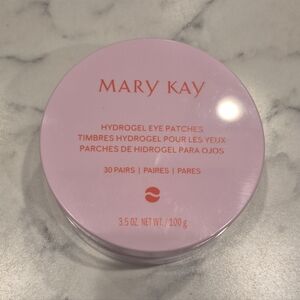 MARY KAY
HYDROGEL EYE PATCHES
TIMBRES HYDROGEL POUR LES YEUX
PARCHES DE HIDROGEL PARA OJOS
30 PAIRS | PAIRES | PARES
3.5 OZ. NET WT. / 100 g